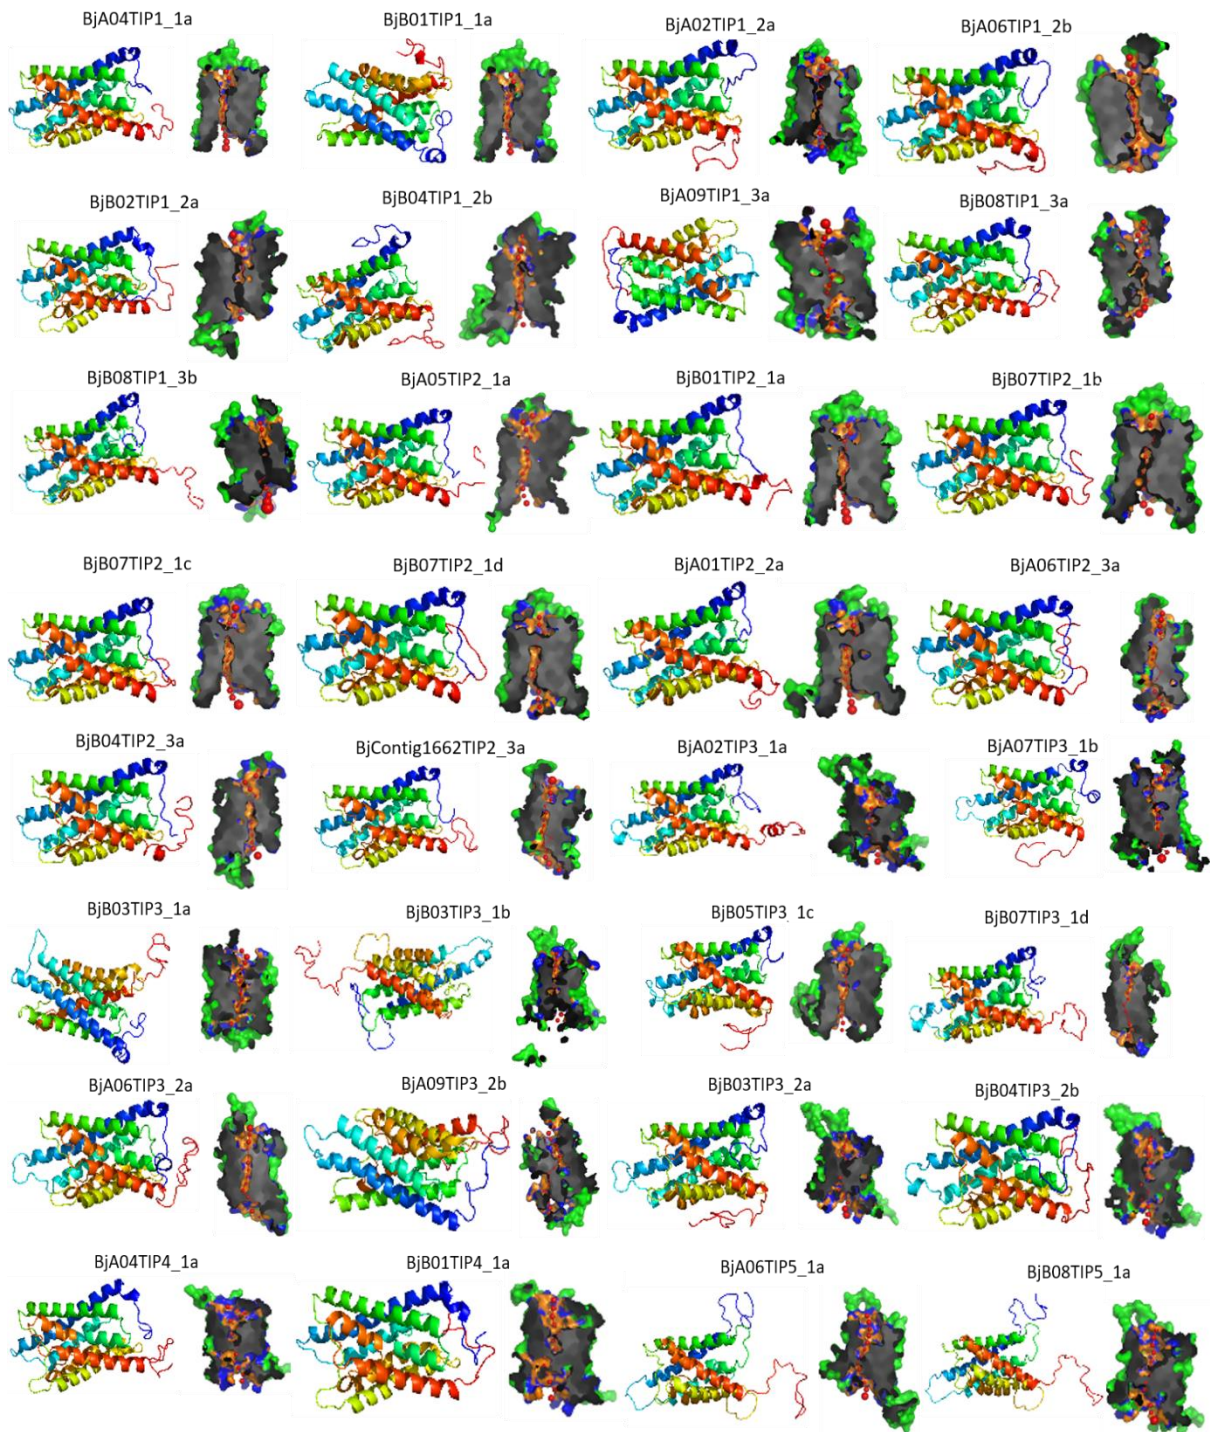 BjA04TIP1_1a
BjB01TIP1_1a
BjA02TIP1_2a
BjA06TIP1_2b
BjB02TIP1_2a
BjB04TIP1_2b
BjA09TIP1_3a
BjB08TIP1_3a
BjB08TIP1_3b
BjA05TIP2_1a
BjB01TIP2_1a
BjB07TIP2_1b
BjB07TIP2_1c
BjB07TIP2_1d
BjA01TIP2_2a
BjA06TIP2_3a
BjB04TIP2_3a
BjContig1662TIP2_3a
BjA02TIP3_1a
BjA07TIP3_1b
BjB03TIP3_1a
BjB03TIP3_1b
BjB05TIP3_1c
BjB07TIP3_1d
BjA06TIP3_2a
BjA09TIP3_2b
BjB03TIP3_2a
BjB04TIP3_2b
BjA04TIP4_1a
BjB01TIP4_1a
BjA06TIP5_1a
BjB08TIP5_1a